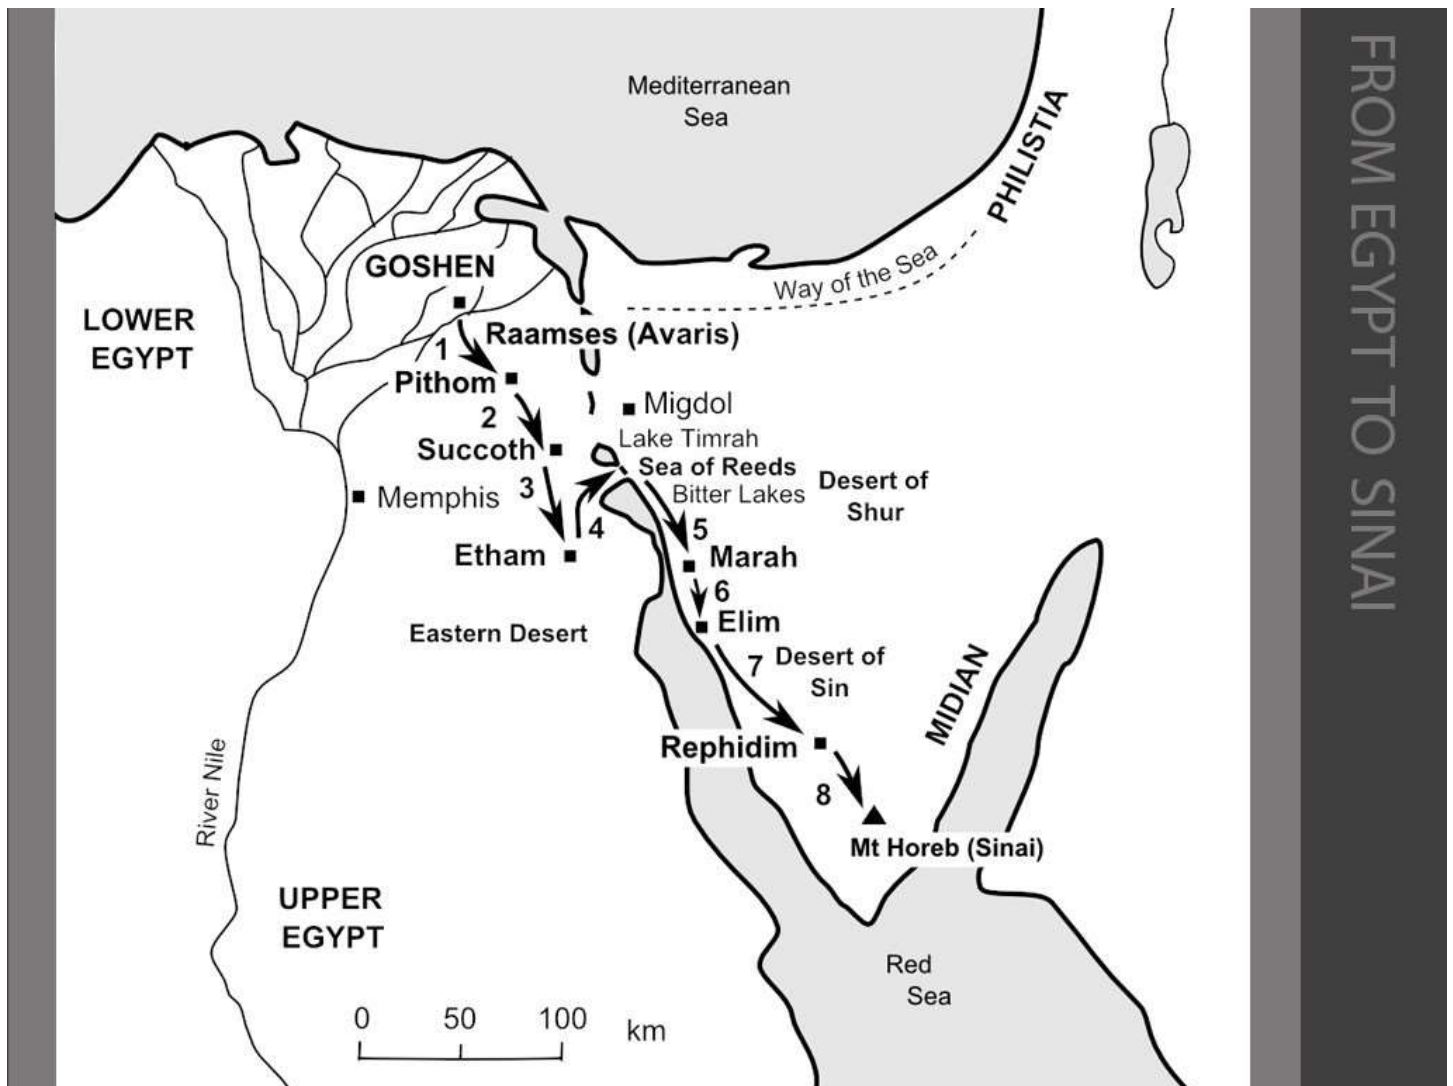 FROM EGYPT TO SINAI
Mediterranean
Sea
PHILISTIA
Way of the Sea
GOSHEN
LOWER
EGYPT
Raamses (Avaris)
1
Pithom
2
Migdol
Succoth
Lake Timrah
Sea of Reeds
Bitter Lakes
Desert of
Shur
3
Memphis
4
5
Etham
Marah
6
Elim
Eastern Desert
7
Desert of
Sin
MIDIAN
Rephidim
8
River Nile
Mt Horeb (Sinai)
UPPER
EGYPT
Red
Sea
0 50 100 km